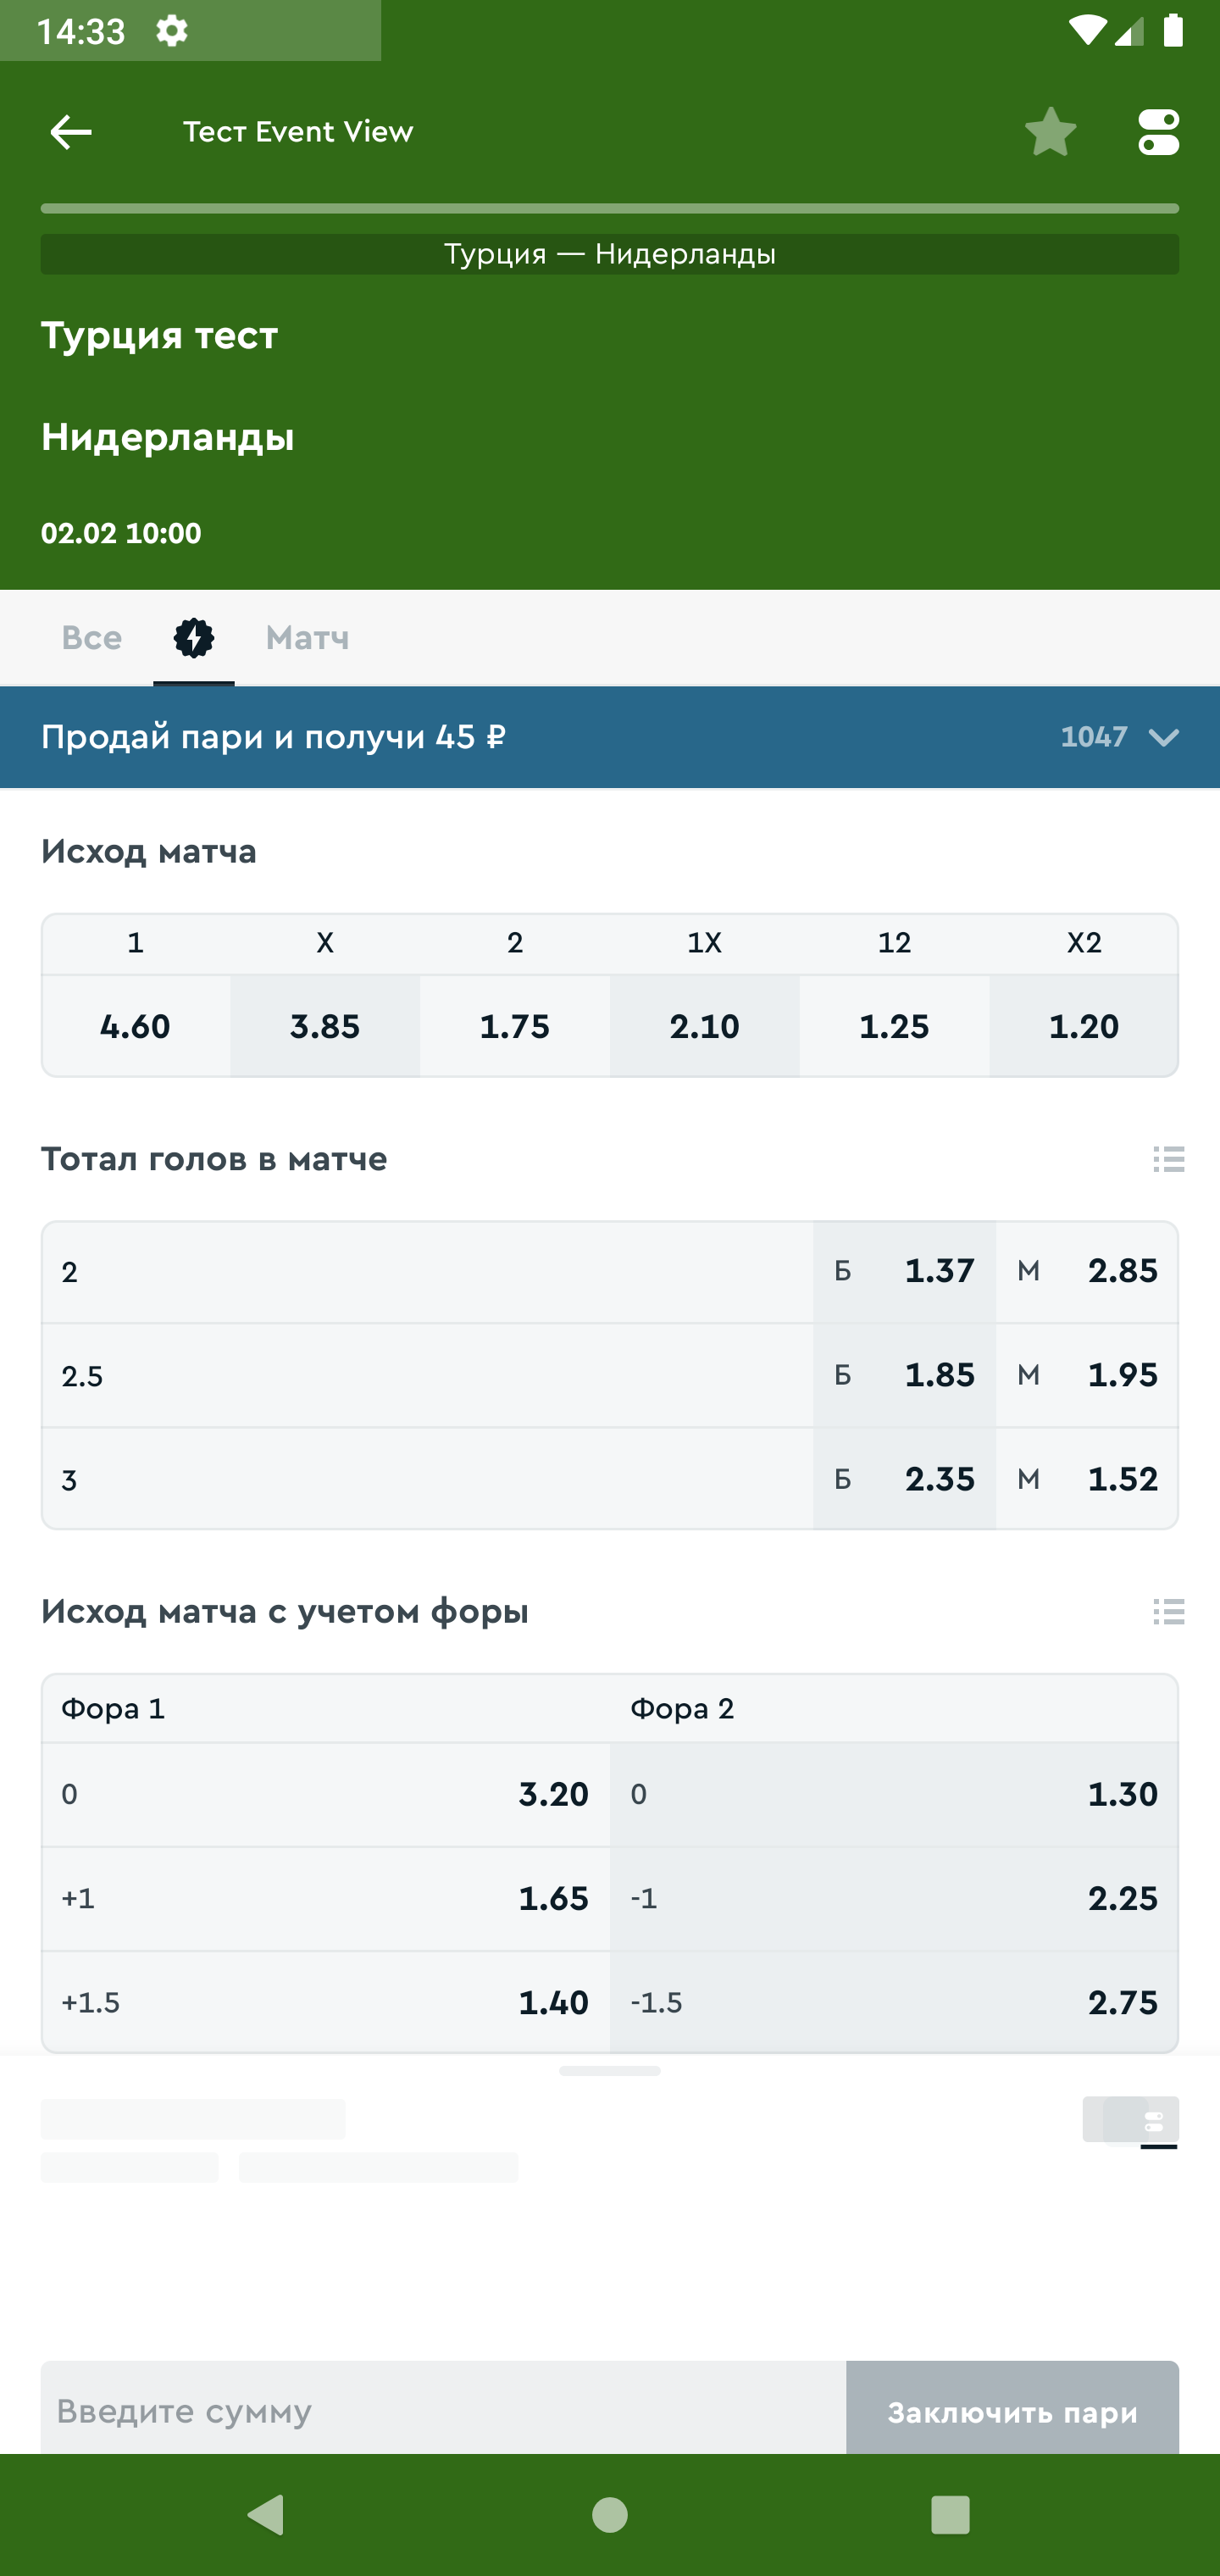 14:33
Тест Event View
Турция — Нидерланды
Турция тест
Нидерланды
02.02 10:00
Все Матч
Продай пари и получи 45 ₽ 1047
Исход матча
1 X 2 1X 12 X2
4.60 3.85 1.75 2.10 1.25 1.20
Тотал голов в матче
2 Б 1.37 М 2.85
2.5 Б 1.85 М 1.95
3 Б 2.35 М 1.52
Исход матча с учетом форы
Фора 1 Фора 2
0 3.20 0 1.30
+1 1.65 -1 2.25
+1.5 1.40 -1.5 2.75
Введите сумму Заключить пари